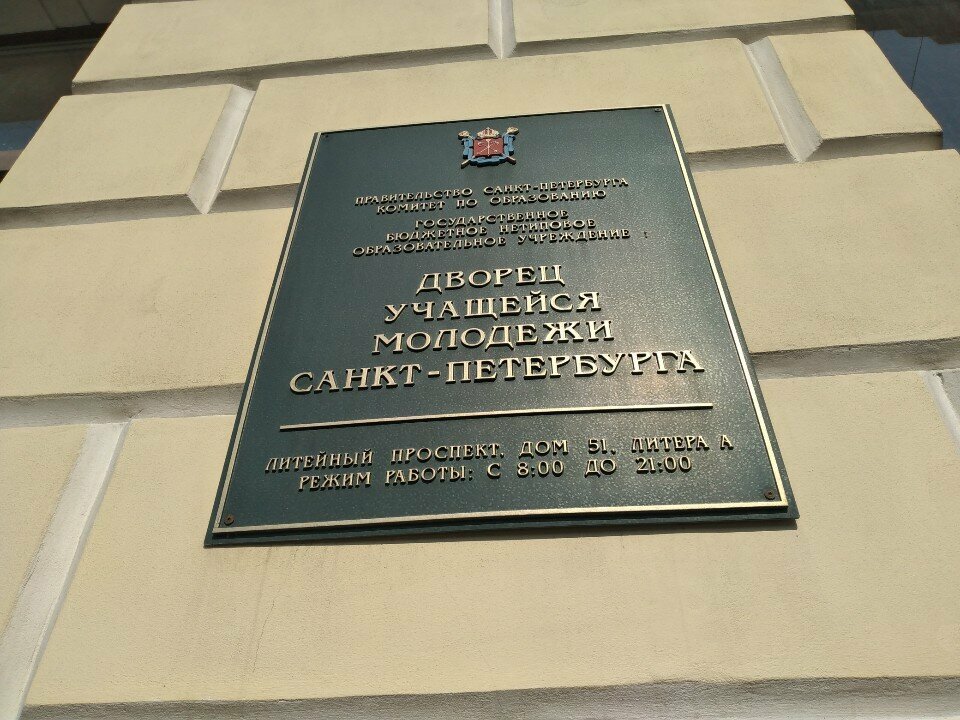 ПРАВИТЕЛЬСТВО САНКТ-ПЕТЕРБУРГА
КОМИТЕТ ПО ОБРАЗОВАНИЮ
ГОСУДАРСТВЕННОЕ
БЮДЖЕТНОЕ НЕТИПОВОЕ
ОБРАЗОВАТЕЛЬНОЕ УЧРЕЖДЕНИЕ :
ДВОРЕЦ
УЧАЩЕЙСЯ
МОЛОДЕЖИ
САНКТ-ПЕТЕРБУРГА
ЛИТЕЙНЫЙ ПРОСПЕКТ, ДОМ 51, ЛИТЕРА А
РЕЖИМ РАБОТЫ: С 8:00 ДО 21:00